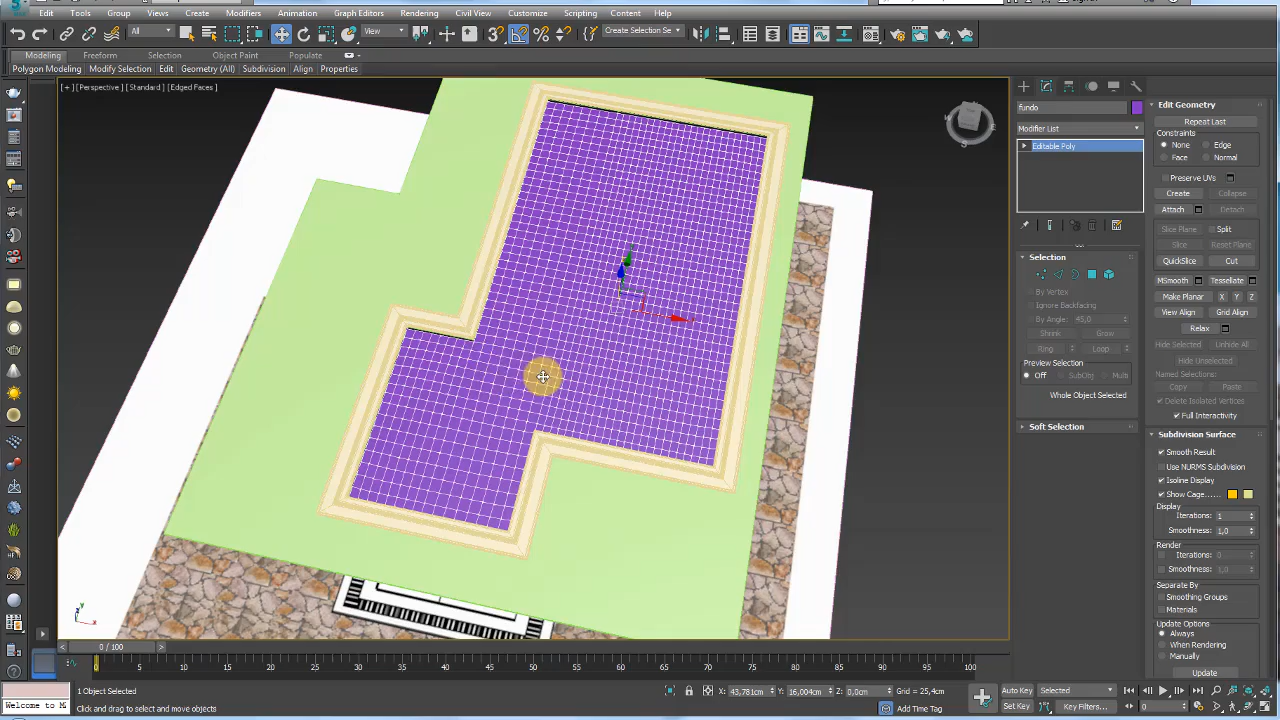 Edit Tools Group Views Create Modifiers Animation Graph Editors Rendering Civil View Customize Scripting Content Help
All View Create Selection Se
Modeling Freeform Selection Object Paint Populate
Polygon Modeling Modify Selection Edit Geometry (All) Subdivision Align Properties
[ + ] [Perspective ] [Standard ] [Edged Faces ]
fundo
Modifier List
Editable Poly
Selection
By Vertex
Ignore Backfacing
By Angle: 45,0
Shrink Grow
Ring Loop
Preview Selection
Off SubObj Multi
Whole Object Selected
Soft Selection
Edit Geometry
Repeat Last
Constraints
None Edge
Face Normal
Preserve UVs
Create Collapse
Attach Detach
Slice Plane Split
Slice Reset Plane
QuickSlice Cut
MSmooth Tessellate
Make Planar X Y Z
View Align Grid Align
Relax
Hide Selected Unhide All
Hide Unselected
Named Selections:
Copy Paste
Delete Isolated Vertices
Full Interactivity
Subdivision Surface
Smooth Result
Use NURMS Subdivision
Isoline Display
Show Cage......
Display
Iterations: 1
Smoothness: 1,0
Render
Iterations: 0
Smoothness: 1,0
Separate By
Smoothing Groups
Materials
Update Options
Always
When Rendering
Manually
Update
0 / 100
0 5 10 15 20 25 30 35 40 45 50 55 60 65 70 75 80 85 90 95 100
1 Object Selected X: 43,781cm Y: 16,004cm Z: 0,0cm Grid = 25,4cm Auto Key Selected
Welcome to M Click and drag to select and move objects Add Time Tag Set Key Key Filters... 0